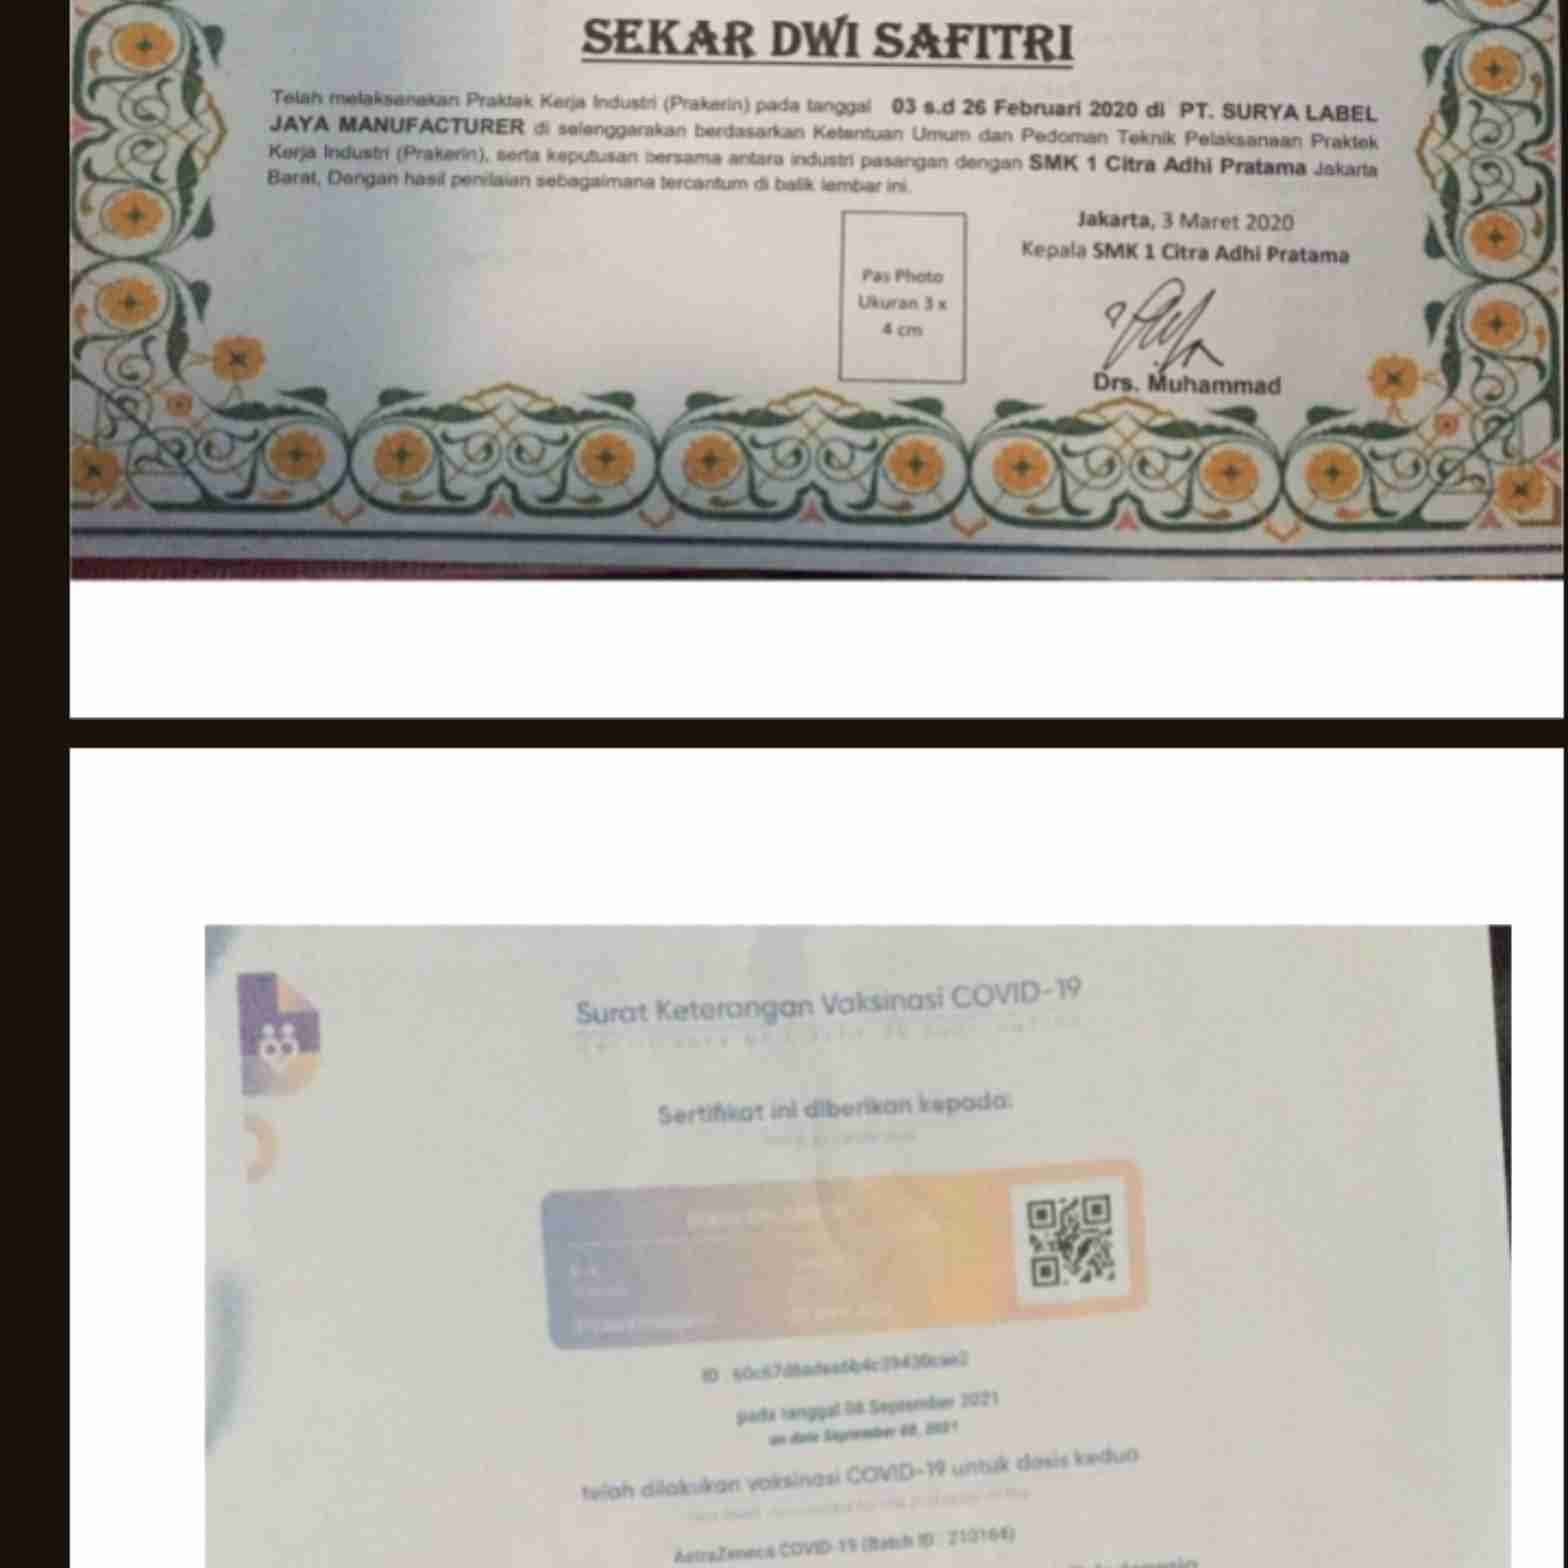 SEKAR DWI SAFITRI
Telah melaksanakan Praktek Kerja Industri (Prakerin) pada tanggal 03 s.d 26 Februari 2020 di PT. SURYA LABEL
JAYA MANUFACTURER di selenggarakan berdasarkan Ketentuan Umum dan Pedoman Teknik Pelaksanaan Praktek
Kerja Industri (Prakerin), serta keputusan bersama antara industri pasangan dengan SMK 1 Citra Adhi Pratama Jakarta
Barat, Dengan hasil penilaian sebagaimana tercantum di balik lembar ini.
Jakarta, 3 Maret 2020
Kepala SMK 1 Citra Adhi Pratama
Pas Photo
Ukuran 3 x
4 cm
Drs. Muhammad
Surat Keterangan Vaksinasi COVID-19
Sertifikat ini diberikan kepada:
ID :
pada tanggal 08 September 2021
on date September 08, 2021
telah dilakukan vaksinasi COVID-19 untuk dosis kedua
AstraZeneca COVID-19 (Batch ID : 210164)